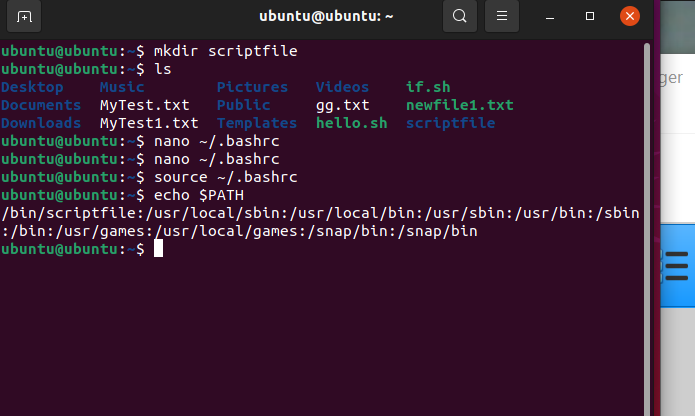 ubuntu@ubuntu: ~
ubuntu@ubuntu:~$ mkdir scriptfile
ubuntu@ubuntu:~$ ls
Desktop Music Pictures Videos if.sh
Documents MyTest.txt Public gg.txt newfile1.txt
Downloads MyTest1.txt Templates hello.sh scriptfile
ubuntu@ubuntu:~$ nano ~/.bashrc
ubuntu@ubuntu:~$ nano ~/.bashrc
ubuntu@ubuntu:~$ source ~/.bashrc
ubuntu@ubuntu:~$ echo $PATH
/bin/scriptfile:/usr/local/sbin:/usr/local/bin:/usr/sbin:/usr/bin:/sbin
:/bin:/usr/games:/usr/local/games:/snap/bin:/snap/bin
ubuntu@ubuntu:~$
ger